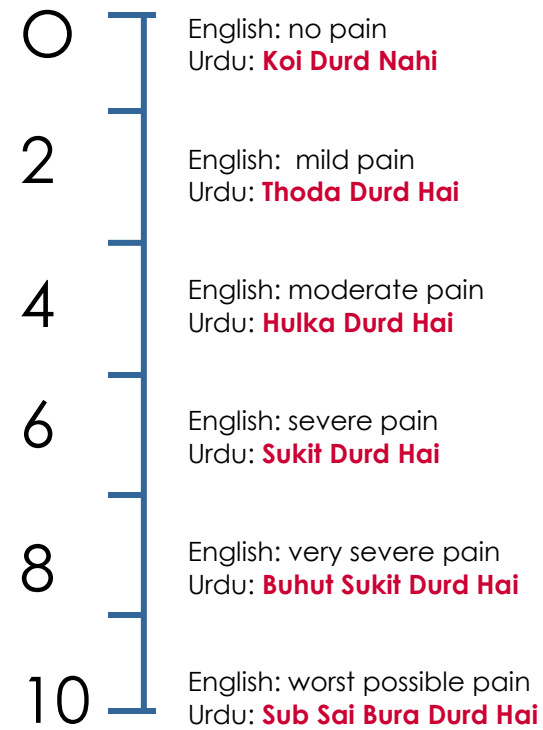 0
English: no pain
Urdu: Koi Durd Nahi
2
English: mild pain
Urdu: Thoda Durd Hai
4
English: moderate pain
Urdu: Hulka Durd Hai
6
English: severe pain
Urdu: Sukit Durd Hai
8
English: very severe pain
Urdu: Buhut Sukit Durd Hai
10
English: worst possible pain
Urdu: Sub Sai Bura Durd Hai